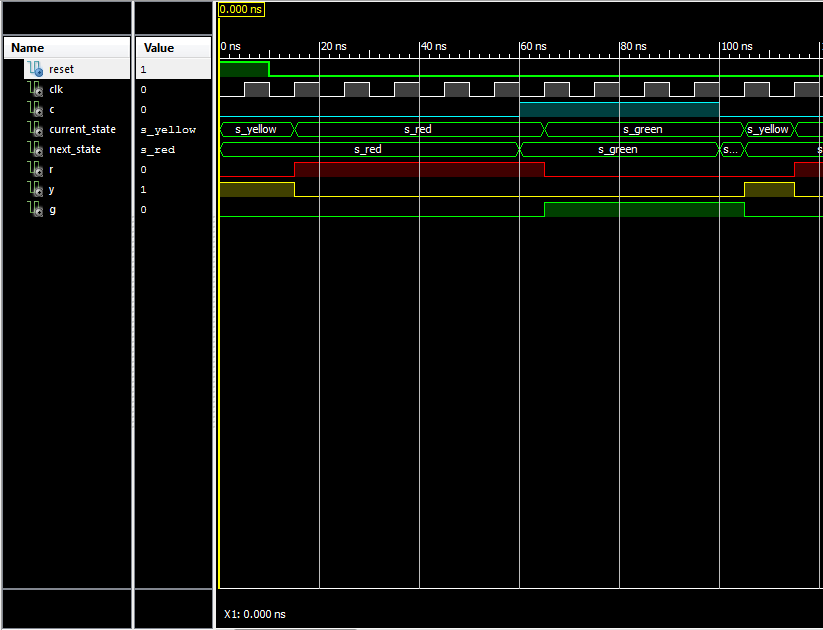 0.000 ns
Name Value
0 ns 20 ns 40 ns 60 ns 80 ns 100 ns
reset 1
clk 0
c 0
current_state s_yellow s_yellow s_red s_green s_yellow
next_state s_red s_red s_green s... s
r 0
y 1
g 0
X1: 0.000 ns